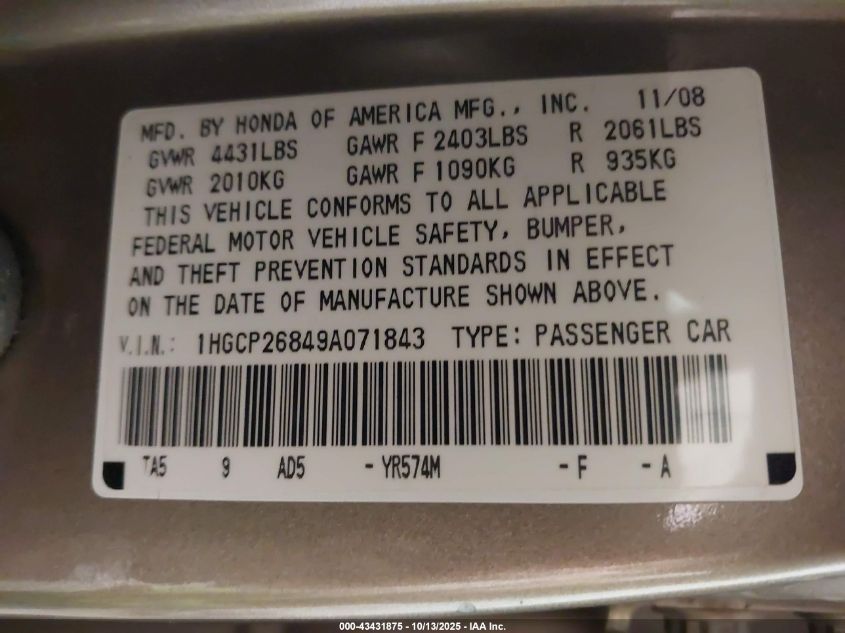 MFD. BY HONDA OF AMERICA MFG., INC. 11/08
GVWR 4431LBS GAWR F 2403LBS R 2061LBS
GVWR 2010KG GAWR F 1090KG R 935KG
THIS VEHICLE CONFORMS TO ALL APPLICABLE
FEDERAL MOTOR VEHICLE SAFETY, BUMPER,
AND THEFT PREVENTION STANDARDS IN EFFECT
ON THE DATE OF MANUFACTURE SHOWN ABOVE.
V.I.N.: 1HGCP26849A071843 TYPE: PASSENGER CAR
TA5 9 AD5 - YR574M - F - A
000-43431875 - 10/13/2025 - IAA Inc.